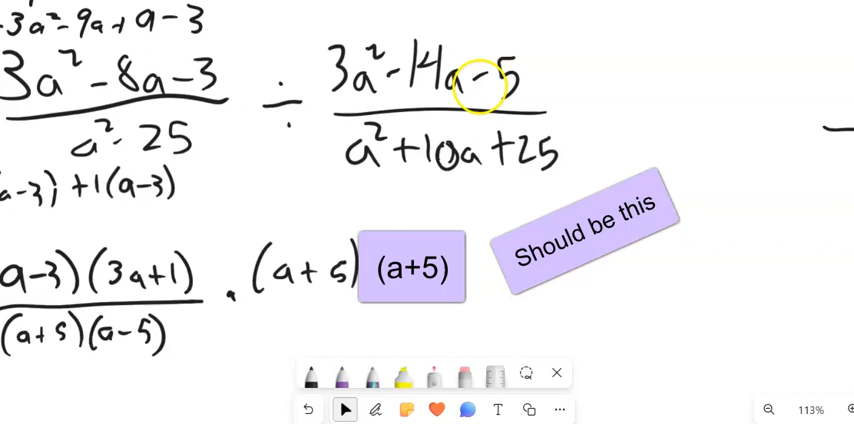 - 3a² - 9a + a - 3
3a² - 8a - 3 ÷ 3a² - 14a - 5
a² - 25 a² + 10a + 25
a - 3) + 1(a - 3)
Should be this
a - 3)(3a + 1) . (a + 5) (a+5)
(a + 5)(a - 5)
T
113%